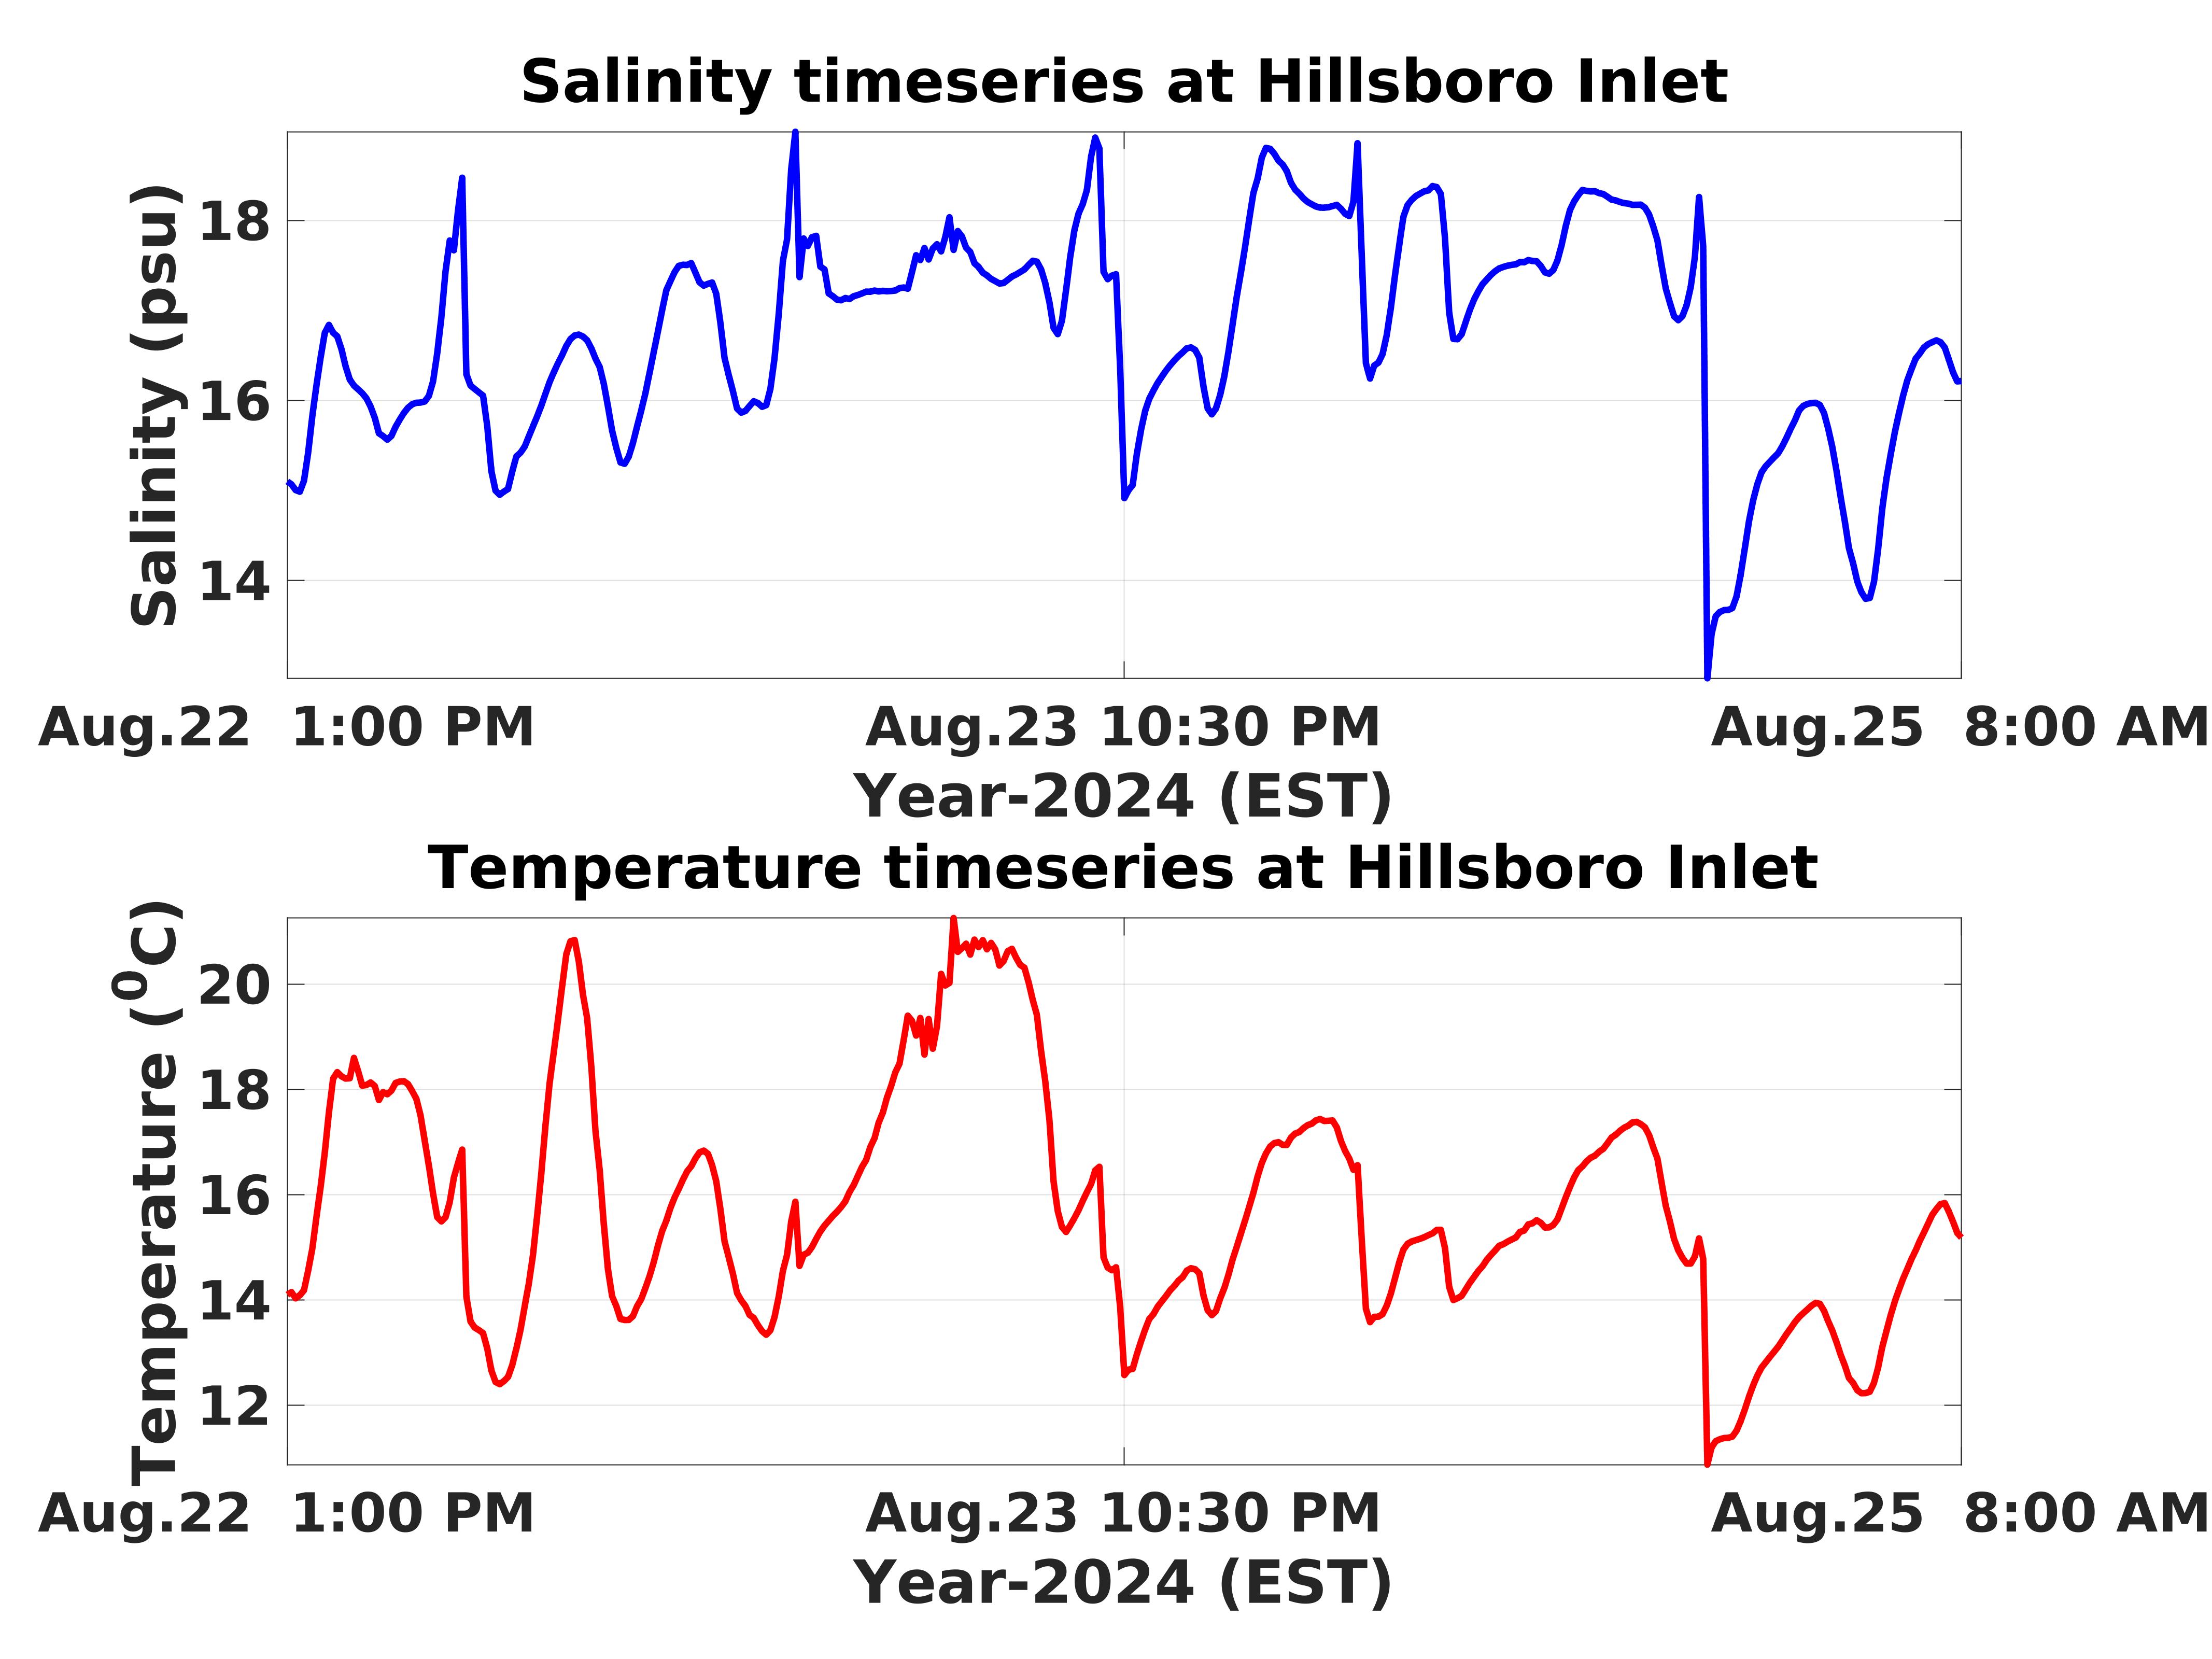 Salinity timeseries at Hillsboro Inlet
Salinity (psu)
18
16
14
Aug.22 1:00 PM
Aug.23 10:30 PM
Aug.25 8:00 AM
Year-2024 (EST)
Temperature timeseries at Hillsboro Inlet
Temperature (⁰C)
20
18
16
14
12
Aug.22 1:00 PM
Aug.23 10:30 PM
Aug.25 8:00 AM
Year-2024 (EST)